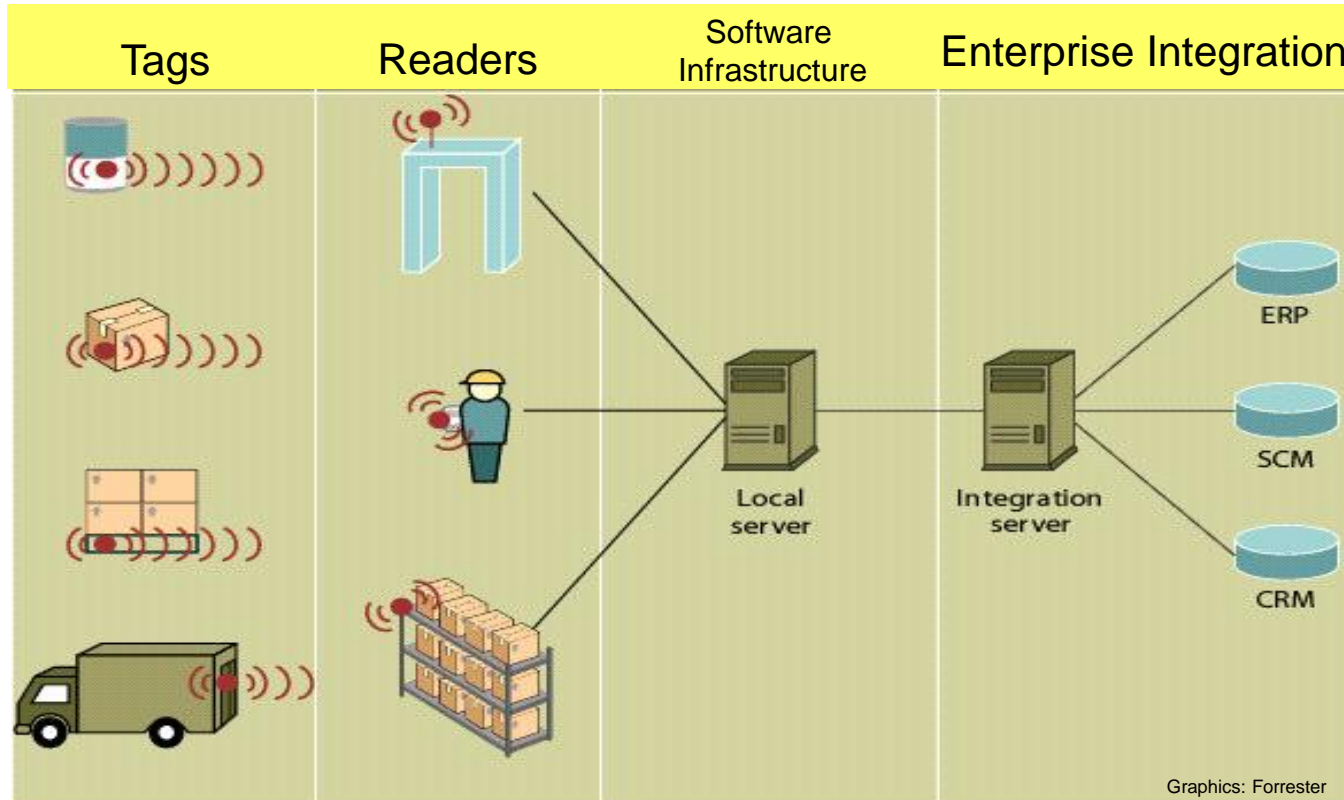 Tags
Readers
Software
Infrastructure
Enterprise Integration
ERP
SCM
CRM
Local
server
Integration
server
Graphics: Forrester